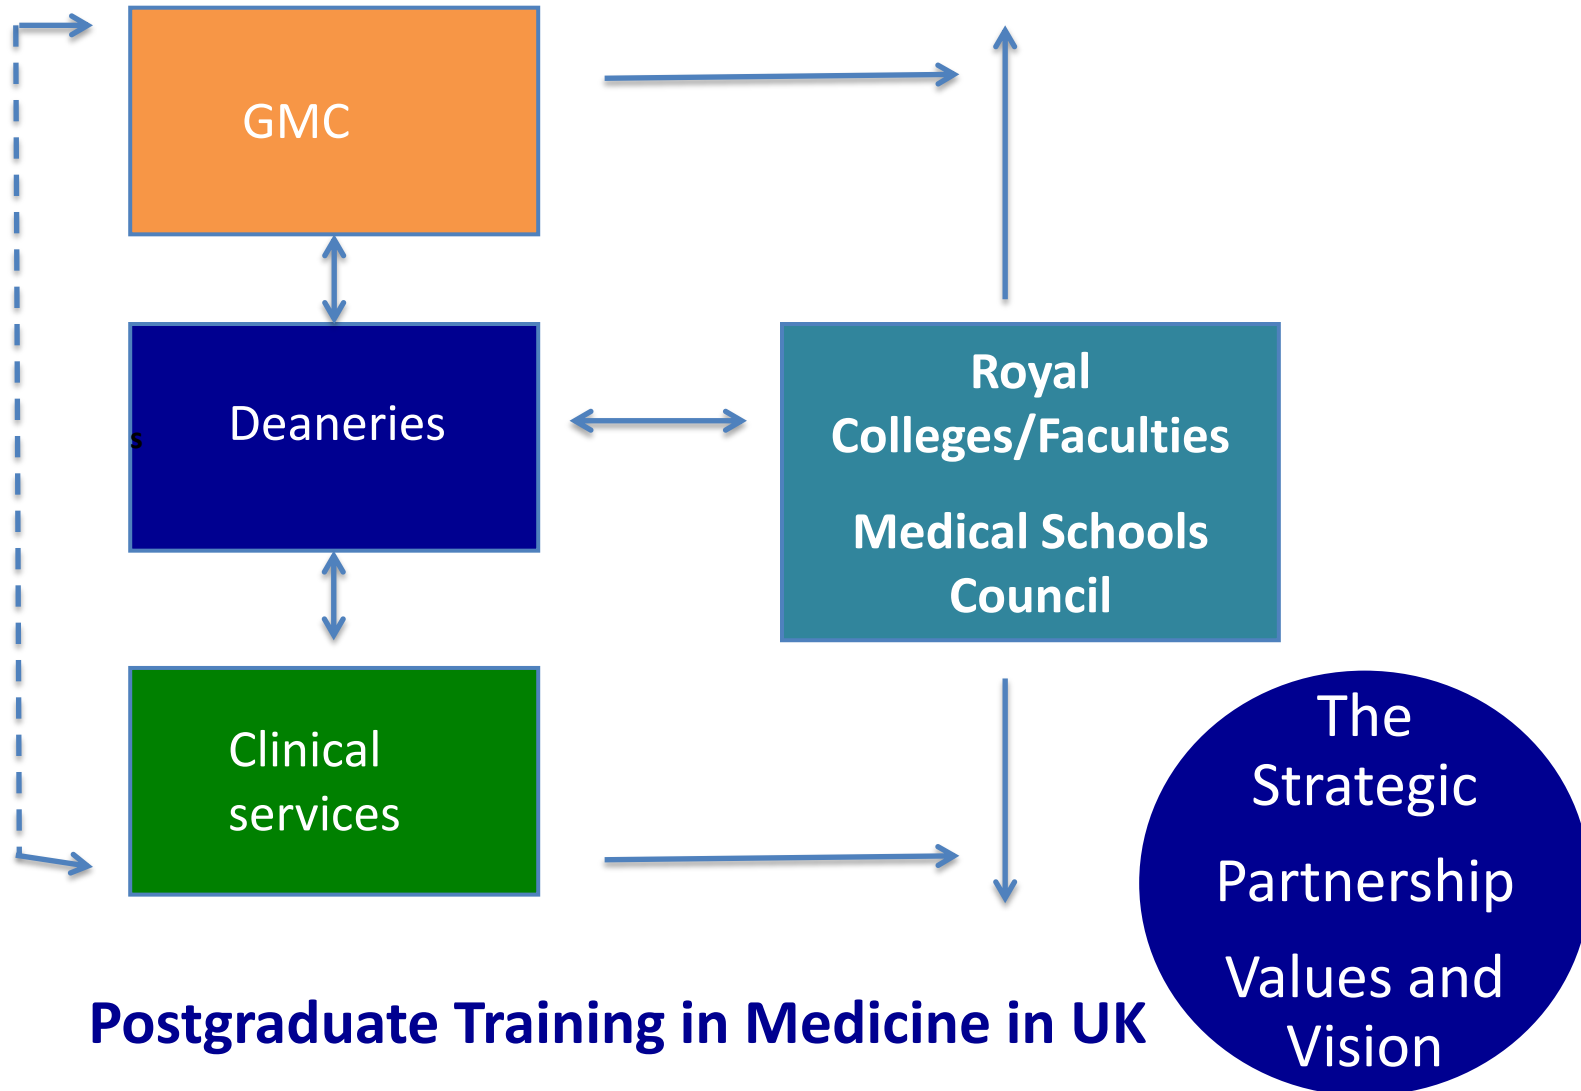 GMC
Deaneries
s
Royal
Colleges/Faculties
Medical Schools
Council
Clinical
services
The
Strategic
Partnership
Values and
Vision
Postgraduate Training in Medicine in UK